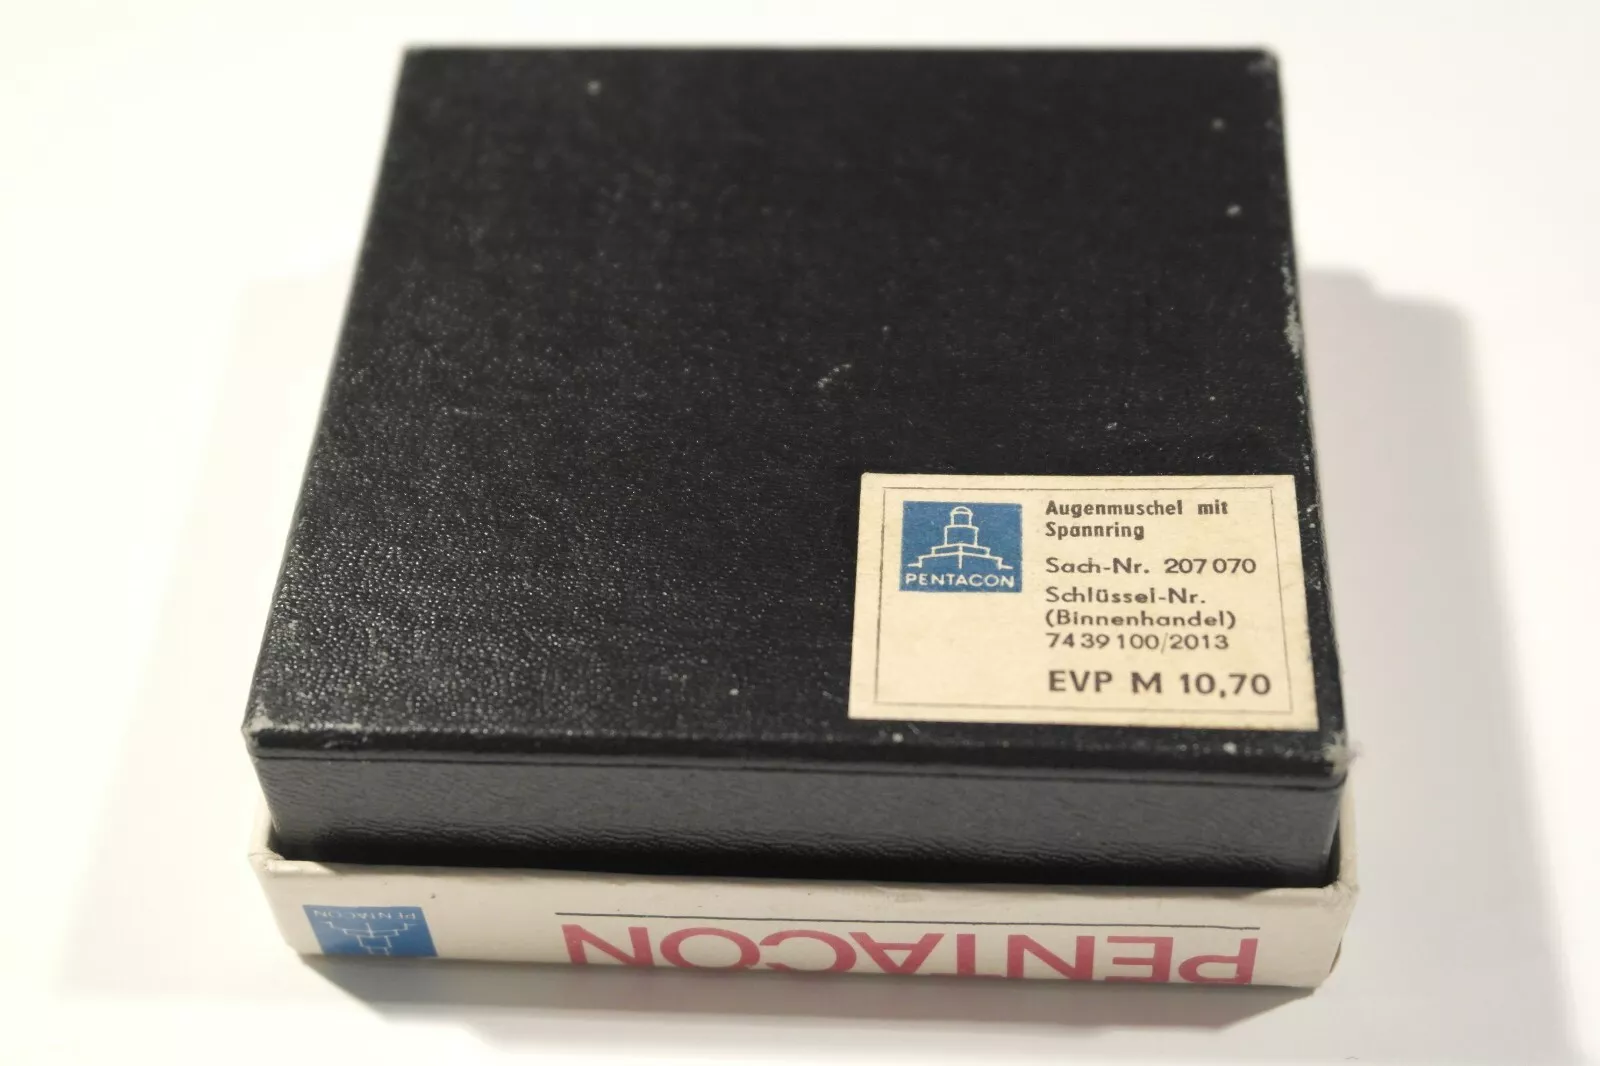 PENTACON
Augenmuschel mit
Spannring
Sach-Nr. 207 070
Schlüssel-Nr.
(Binnenhandel)
74 39 100/2013
EVP M 10,70
PENTACON
PENTACON